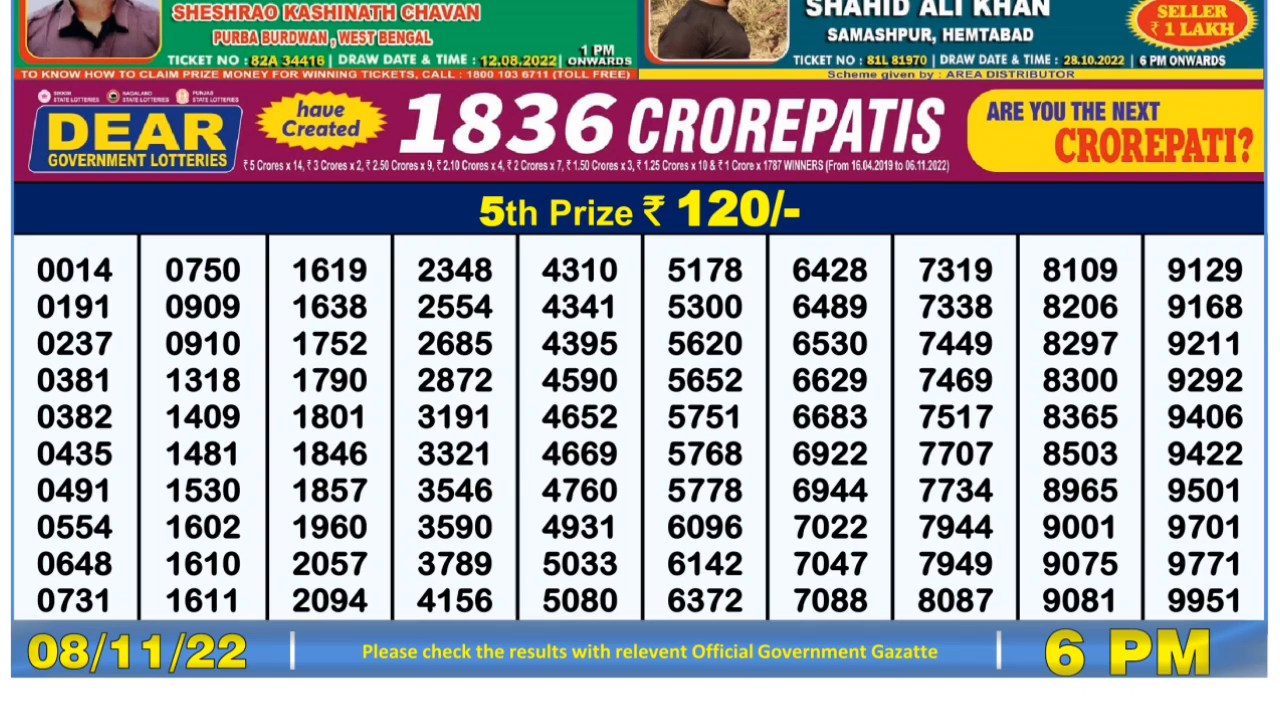 SHESHRAO KASHINATH CHAVAN
PURBA BURDWAN , WEST BENGAL
TICKET NO : 82A 34416 | DRAW DATE & TIME : 12.08.2022 | 1 PM ONWARDS
TO KNOW HOW TO CLAIM PRIZE MONEY FOR WINNING TICKETS, CALL : 1800 103 6711 (TOLL FREE)
SHAHID ALI KHAN
SAMASHPUR, HEMTABAD
TICKET NO : 81L 81970 | DRAW DATE & TIME : 28.10.2022 | 6 PM ONWARDS
Scheme given by : AREA DISTRIBUTOR
SELLER
₹ 1 LAKH
SIKKIM STATE LOTTERIES
NAGALAND STATE LOTTERIES
PUNJAB STATE LOTTERIES
DEAR
GOVERNMENT LOTTERIES
have
Created
1836 CROREPATIS
₹ 5 Crores x 14, ₹ 3 Crores x 2, ₹ 2.50 Crores x 9, ₹ 2.10 Crores x 4, ₹ 2 Crores x 7, ₹ 1.50 Crores x 3, ₹ 1.25 Crores x 10 & ₹ 1 Crore x 1787 WINNERS (From 16.04.2019 to 06.11.2022)
ARE YOU THE NEXT
CROREPATI?
5th Prize ₹ 120/-
0014 0750 1619 2348 4310 5178 6428 7319 8109 9129
0191 0909 1638 2554 4341 5300 6489 7338 8206 9168
0237 0910 1752 2685 4395 5620 6530 7449 8297 9211
0381 1318 1790 2872 4590 5652 6629 7469 8300 9292
0382 1409 1801 3191 4652 5751 6683 7517 8365 9406
0435 1481 1846 3321 4669 5768 6922 7707 8503 9422
0491 1530 1857 3546 4760 5778 6944 7734 8965 9501
0554 1602 1960 3590 4931 6096 7022 7944 9001 9701
0648 1610 2057 3789 5033 6142 7047 7949 9075 9771
0731 1611 2094 4156 5080 6372 7088 8087 9081 9951
08/11/22 | Please check the results with relevent Official Government Gazatte | 6 PM